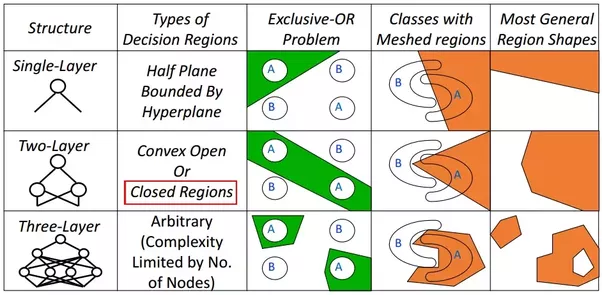 Structure
Types of
Decision Regions
Exclusive-OR
Problem
Classes with
Meshed regions
Most General
Region Shapes
Single-Layer
Half Plane
Bounded By
Hyperplane
A
B
B
A
B
A
Two-Layer
Convex Open
Or
Closed Regions
A
B
B
A
B
A
Three-Layer
Arbitrary
(Complexity
Limited by No.
of Nodes)
A
B
B
A
B
A